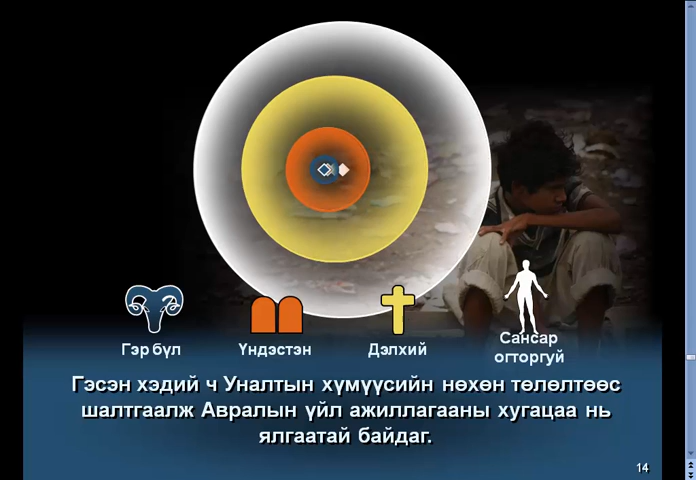 Гэр бүл
Үндэстэн
Дэлхий
Сансар
огторгуй
Гэсэн хэдий ч Уналтын хүмүүсийн нөхөн төлөлтөөс
шалтгаалж Авралын үйл ажиллагааны хугацаа нь
ялгаатай байдаг.
14